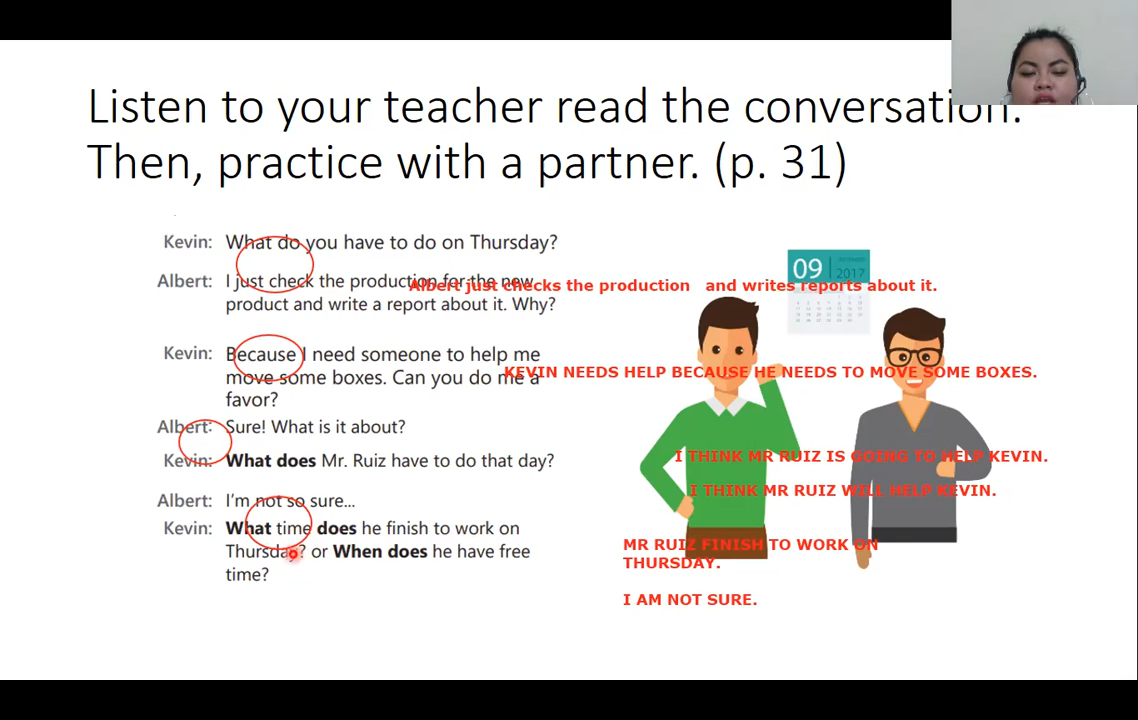 Listen to your teacher read the conversation.
Then, practice with a partner. (p. 31)
Kevin: What do you have to do on Thursday?
Albert: I just check the production for the new
product and write a report about it. Why?
Kevin: Because I need someone to help me
move some boxes. Can you do me a
favor?
Albert: Sure! What is it about?
Kevin: What does Mr. Ruiz have to do that day?
Albert: I'm not so sure...
Kevin: What time does he finish to work on
Thursday? or When does he have free
time?
09
2017
Albert just checks the production and writes reports about it.
KEVIN NEEDS HELP BECAUSE HE NEEDS TO MOVE SOME BOXES.
I THINK MR RUIZ IS GOING TO HELP KEVIN.
I THINK MR RUIZ WILL HELP KEVIN.
MR RUIZ FINISH TO WORK ON
THURSDAY.
I AM NOT SURE.